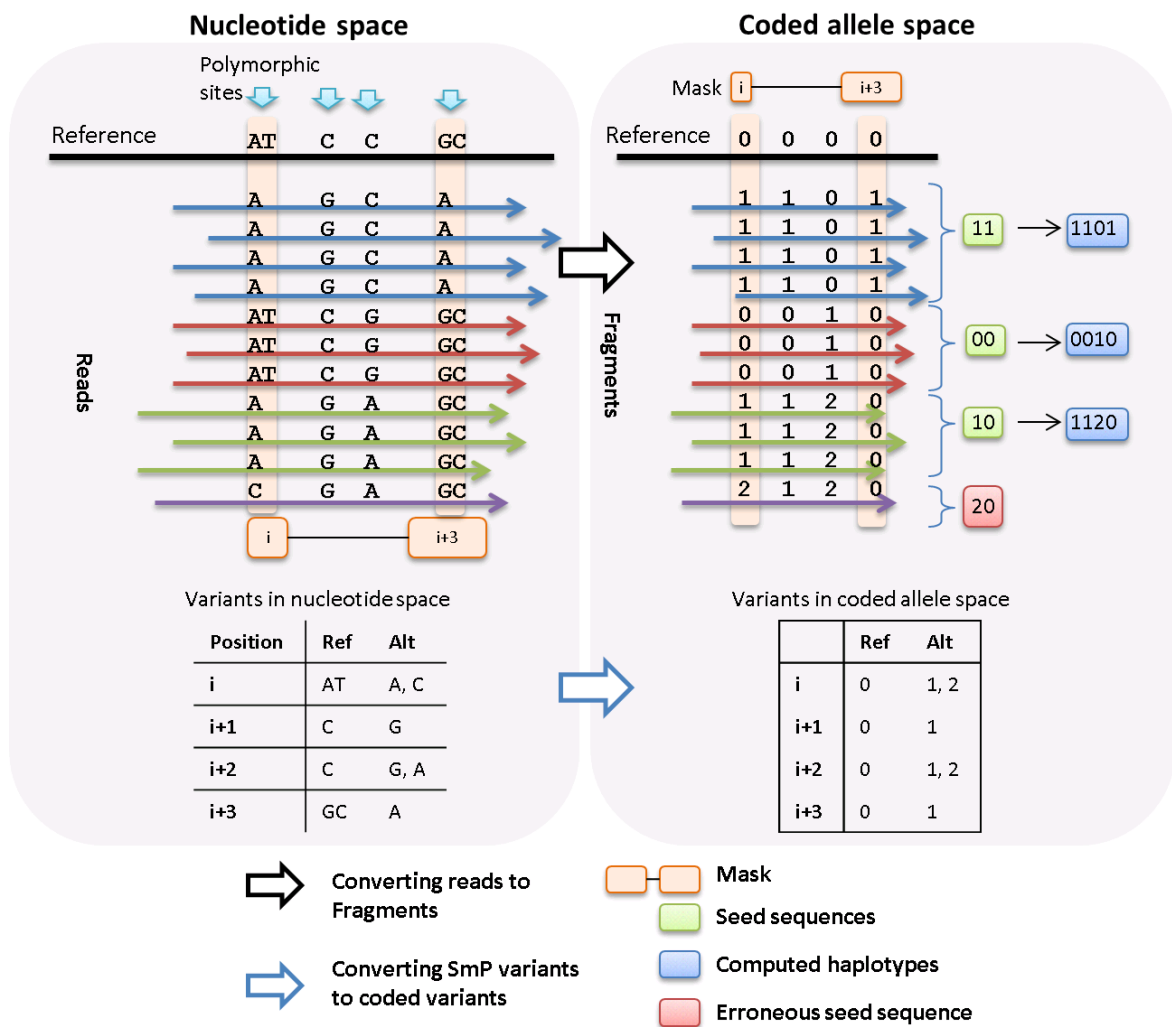 Nucleotide space
Polymorphic
sites
Reference
AT C C GC
A G C A
A G C A
A G C A
A G C A
AT C G GC
AT C G GC
AT C G GC
A G A GC
A G A GC
A G A GC
C G A GC
Reads
i i+3
Variants in nucleotide space
Position Ref Alt
i AT A, C
i+1 C G
i+2 C G, A
i+3 GC A
Fragments
Coded allele space
Mask i i+3
Reference
0 0 0 0
1 1 0 1
1 1 0 1
1 1 0 1
1 1 0 1
0 0 1 0
0 0 1 0
0 0 1 0
1 1 2 0
1 1 2 0
1 1 2 0
2 1 2 0
11 1101
00 0010
10 1120
20
Variants in coded allele space
Ref Alt
i 0 1, 2
i+1 0 1
i+2 0 1, 2
i+3 0 1
Converting reads to
Fragments
Converting SmP variants
to coded variants
Mask
Seed sequences
Computed haplotypes
Erroneous seed sequence